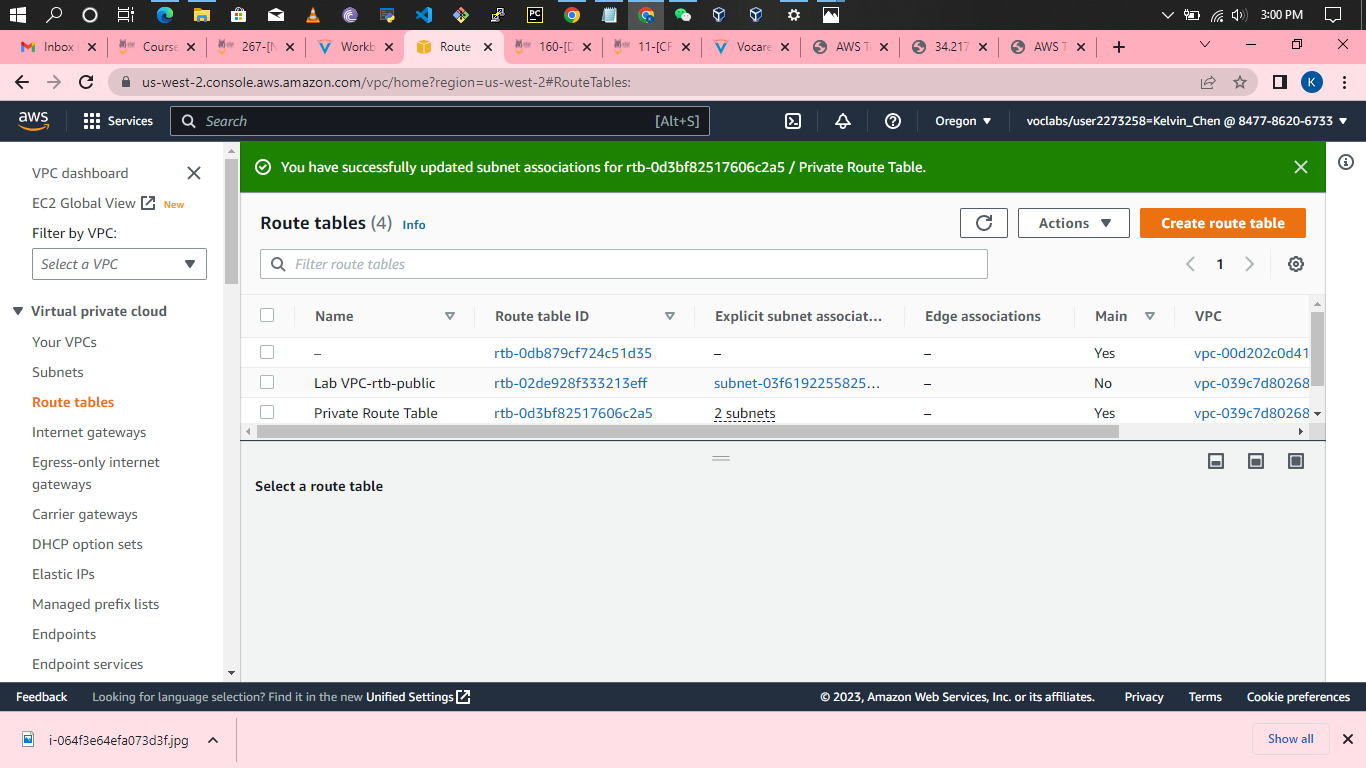 PC
3:00 PM
Inbox
Course
267-[N
Workb
Route
160-[D
11-[CF
Vocare
AWS T
34.217
AWS T
us-west-2.console.aws.amazon.com/vpc/home?region=us-west-2#RouteTables:
K
aws
Services
Search
[Alt+S]
Oregon
voclabs/user2273258=Kelvin_Chen @ 8477-8620-6733
VPC dashboard
EC2 Global View New
Filter by VPC:
Select a VPC
Virtual private cloud
Your VPCs
Subnets
Route tables
Internet gateways
Egress-only internet
gateways
Carrier gateways
DHCP option sets
Elastic IPs
Managed prefix lists
Endpoints
Endpoint services
You have successfully updated subnet associations for rtb-0d3bf82517606c2a5 / Private Route Table.
Route tables (4) Info
Actions
Create route table
Filter route tables
1
Name Route table ID Explicit subnet associat... Edge associations Main VPC
– rtb-0db879cf724c51d35 – – Yes vpc-00d202c0d41
Lab VPC-rtb-public rtb-02de928f333213eff subnet-03f6192255825... – No vpc-039c7d80268
Private Route Table rtb-0d3bf82517606c2a5 2 subnets – Yes vpc-039c7d80268
Select a route table
Feedback
Looking for language selection? Find it in the new Unified Settings
© 2023, Amazon Web Services, Inc. or its affiliates.
Privacy
Terms
Cookie preferences
i-064f3e64efa073d3f.jpg
Show all